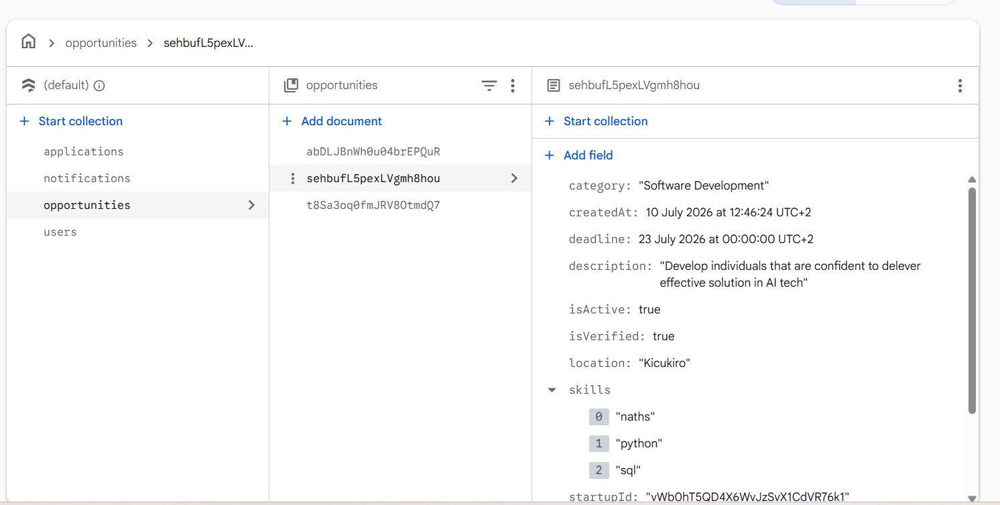 opportunities
sehbufL5pexLV...
(default)
opportunities
sehbufL5pexLVgmh8hou
+ Start collection
+ Add document
+ Start collection
applications
notifications
opportunities
users
abDLJBnWh0u04brEPQuR
sehbufL5pexLVgmh8hou
t8Sa3oq0fmJRV8OtmdQ7
+ Add field
category: "Software Development"
createdAt: 10 July 2026 at 12:46:24 UTC+2
deadline: 23 July 2026 at 00:00:00 UTC+2
description: "Develop individuals that are confident to delever
effective solution in AI tech"
isActive: true
isVerified: true
location: "Kicukiro"
skills
0 "naths"
1 "python"
2 "sql"
startupId: "vWb0hT5QD4X6WvJzSvX1CdVR76k1"